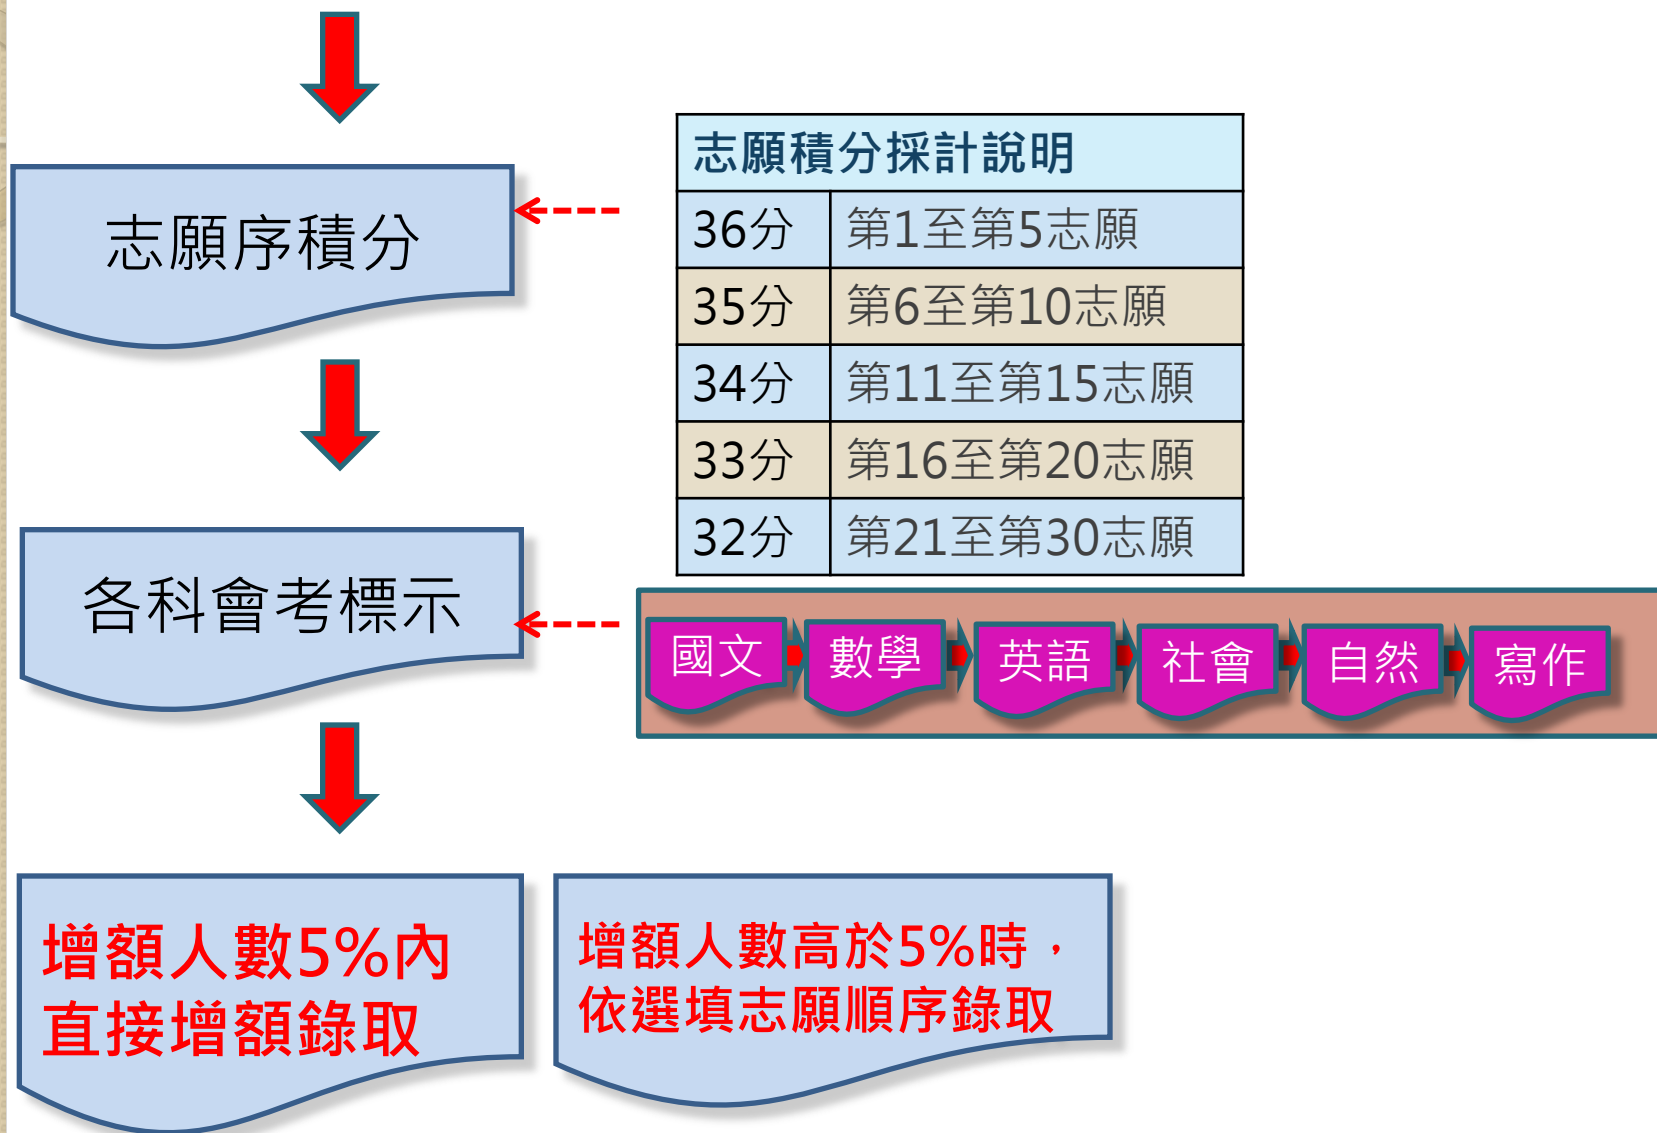 志願序積分
志願積分採計說明
36分 第1至第5志願
35分 第6至第10志願
34分 第11至第15志願
33分 第16至第20志願
32分 第21至第30志願
各科會考標示
國文 數學 英語 社會 自然 寫作
增額人數5%內
直接增額錄取
增額人數高於5%時，
依選填志願順序錄取